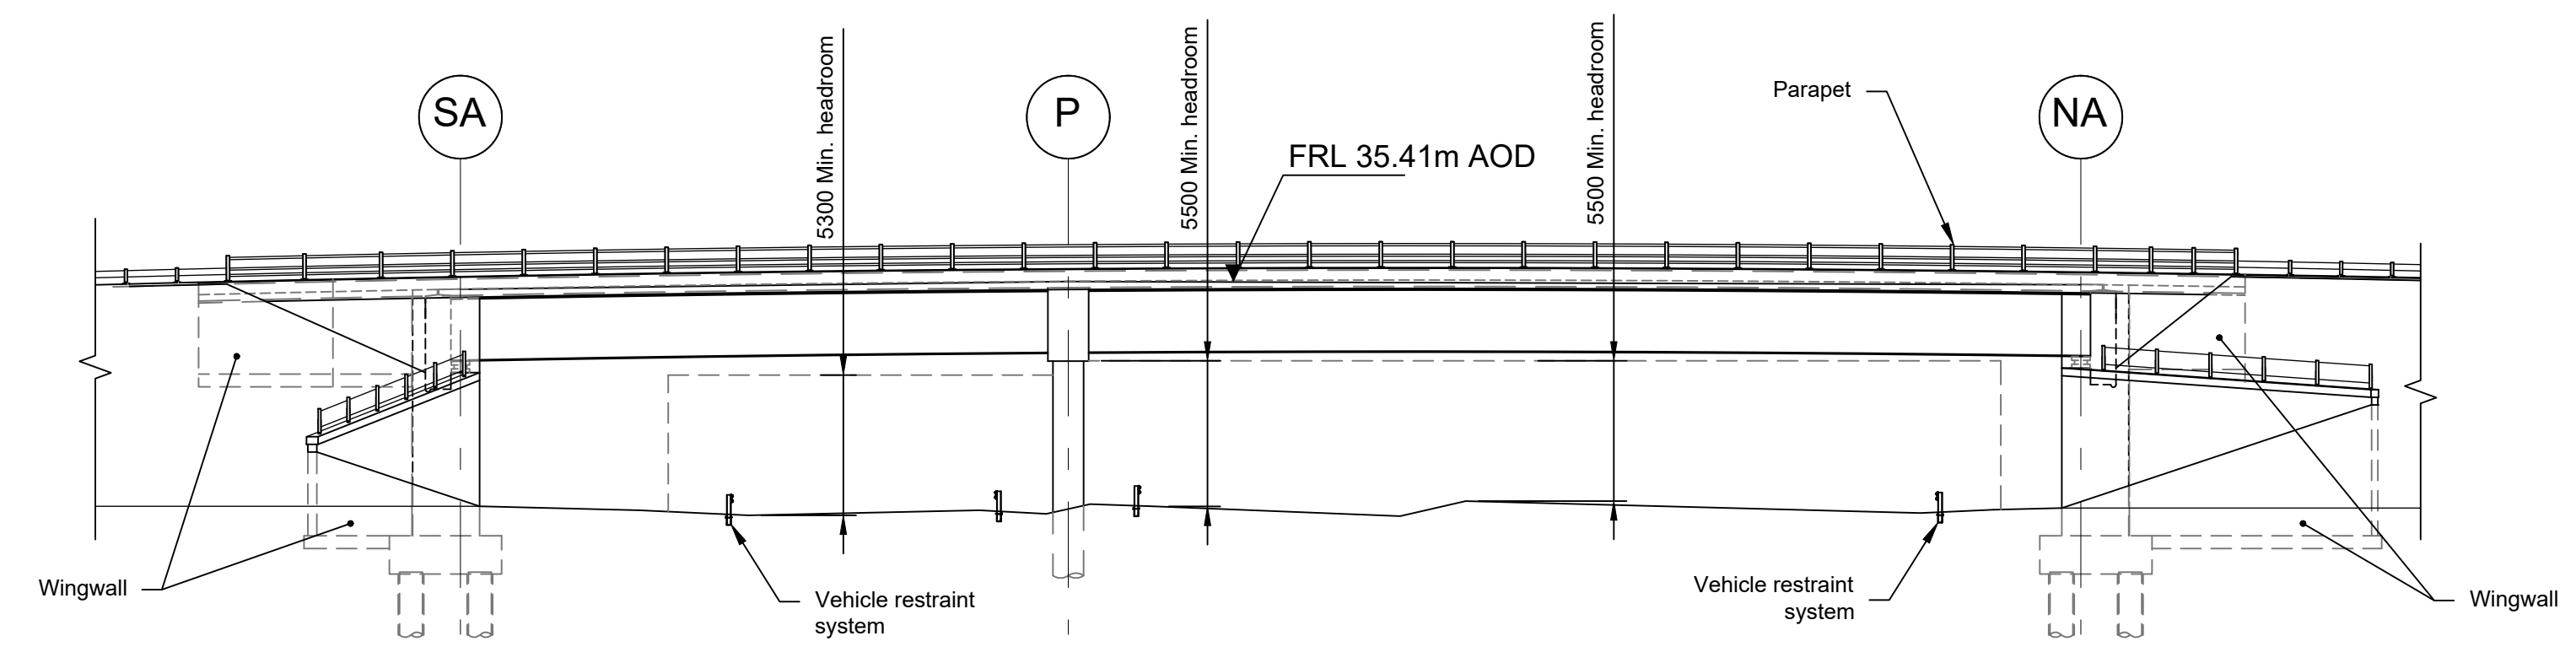 SA
5300 Min. headroom
P
5500 Min. headroom
FRL 35.41m AOD
5500 Min. headroom
Parapet
NA
Wingwall
Vehicle restraint
system
Vehicle restraint
system
Wingwall